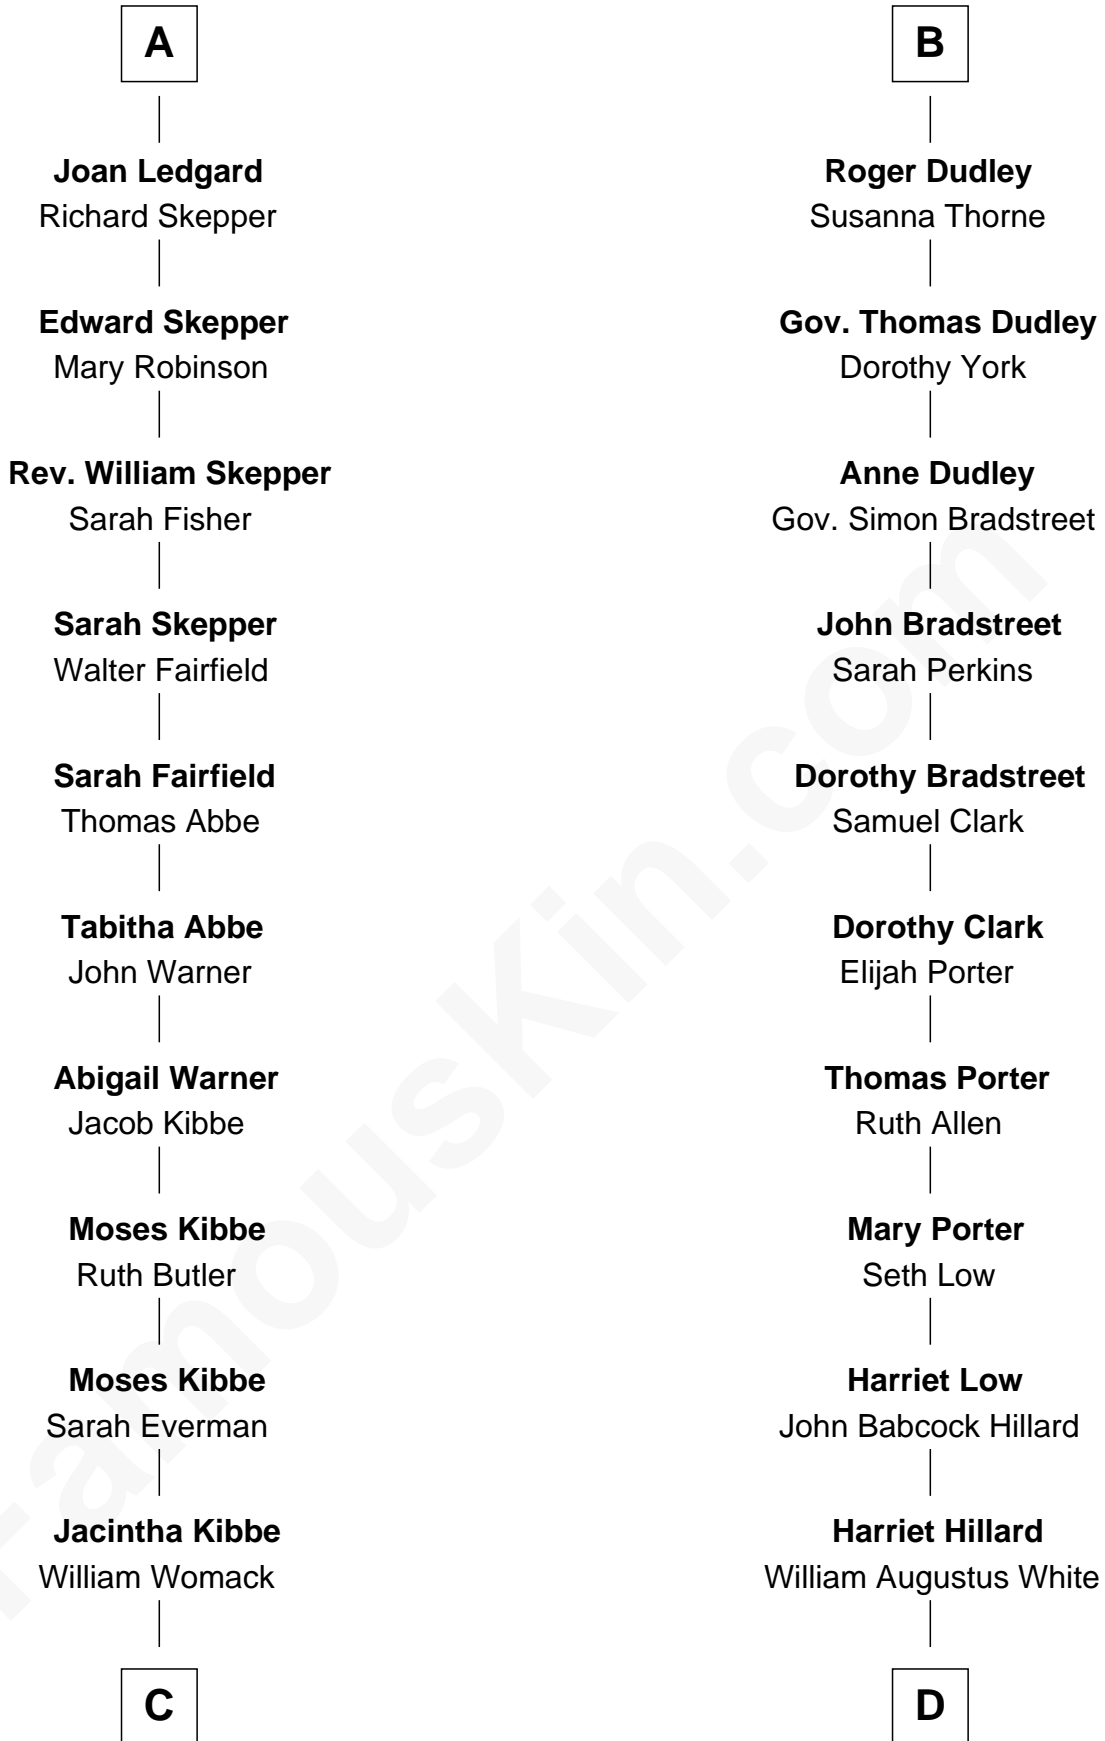 A
Joan Ledgard
Richard Skepper
Edward Skepper
Mary Robinson
Rev. William Skepper
Sarah Fisher
Sarah Skepper
Walter Fairfield
Sarah Fairfield
Thomas Abbe
Tabitha Abbe
John Warner
Abigail Warner
Jacob Kibbe
Moses Kibbe
Ruth Butler
Moses Kibbe
Sarah Everman
Jacintha Kibbe
William Womack
C
B
Roger Dudley
Susanna Thorne
Gov. Thomas Dudley
Dorothy York
Anne Dudley
Gov. Simon Bradstreet
John Bradstreet
Sarah Perkins
Dorothy Bradstreet
Samuel Clark
Dorothy Clark
Elijah Porter
Thomas Porter
Ruth Allen
Mary Porter
Seth Low
Harriet Low
John Babcock Hillard
Harriet Hillard
William Augustus White
D
FamousKin.com